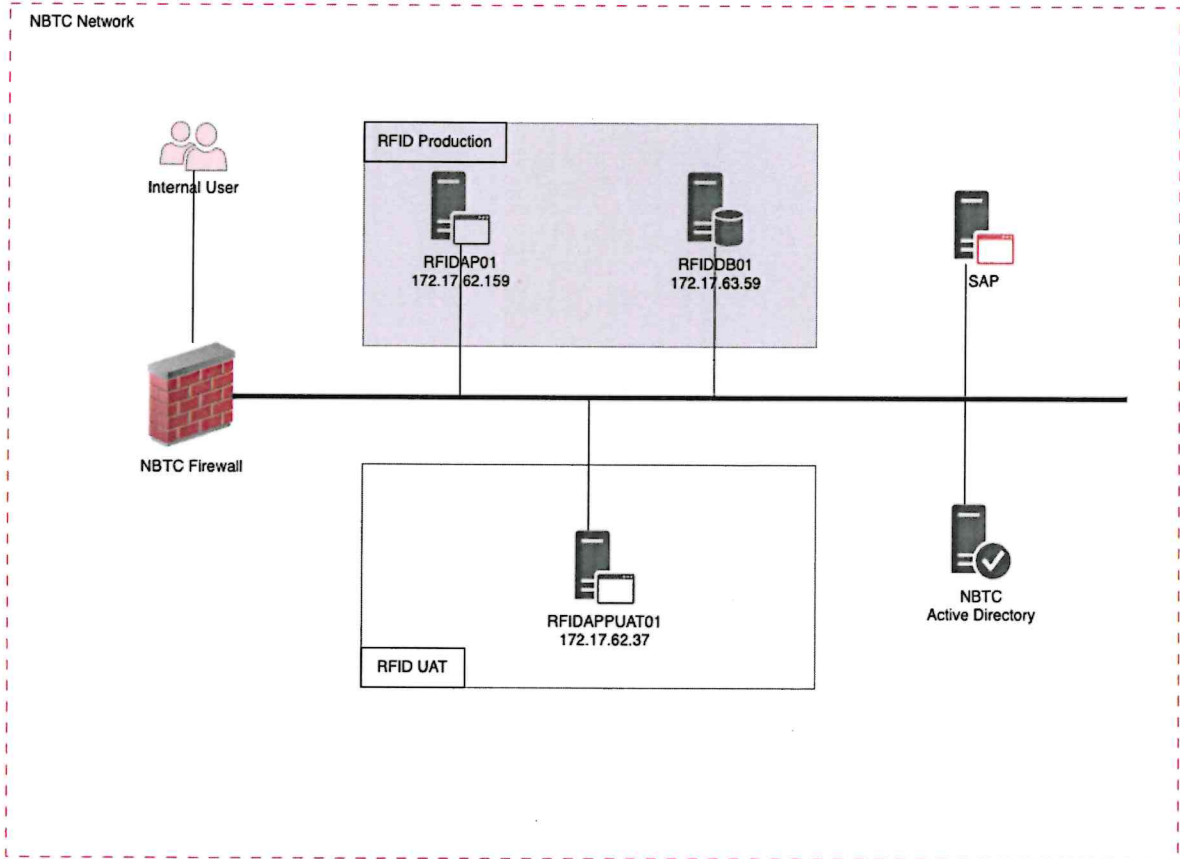 NBTC Network
Internal User
RFID Production
RFIDAP01
172.17.62.159
RFIDDB01
172.17.63.59
SAP
NBTC Firewall
RFIDAPPUAT01
172.17.62.37
RFID UAT
NBTC
Active Directory